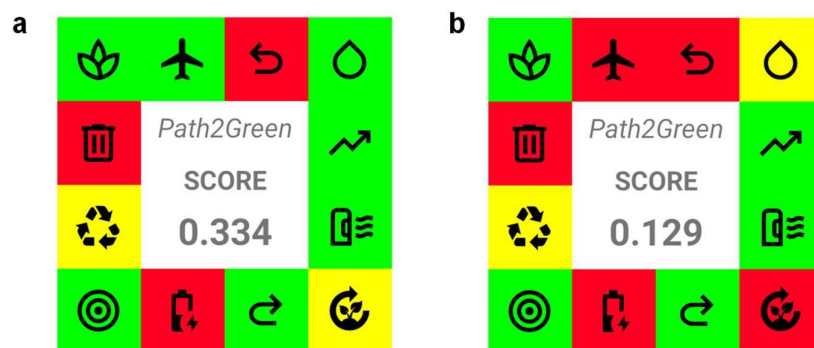 a
Path2Green
SCORE
0.334
b
Path2Green
SCORE
0.129